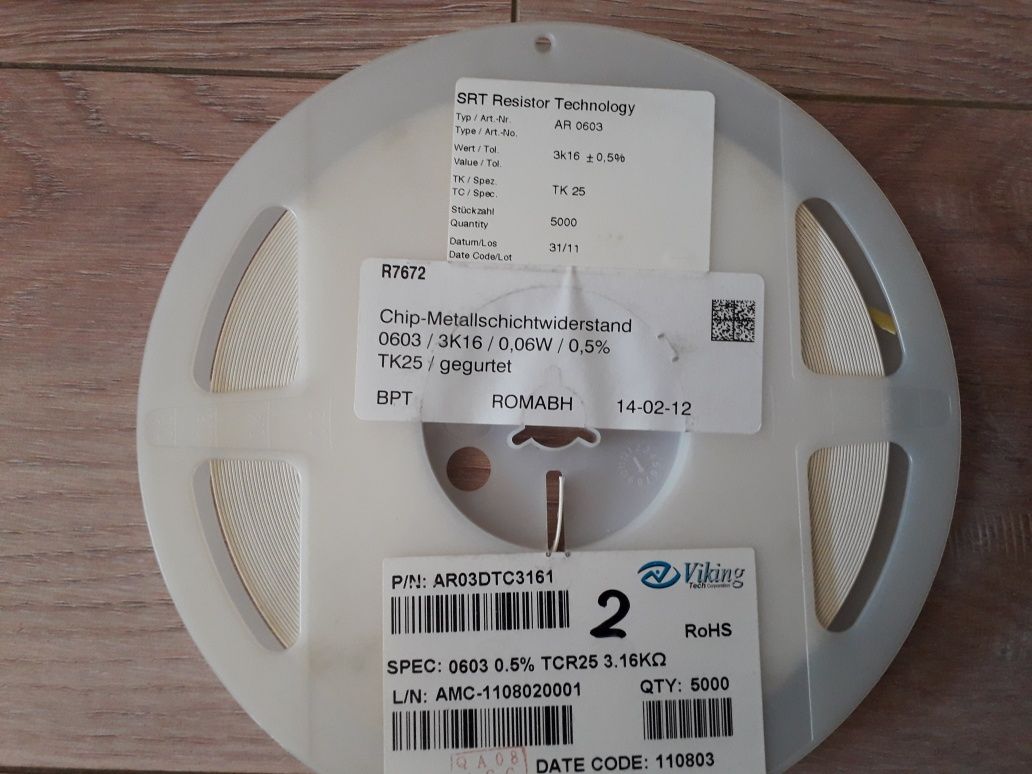 SRT Resistor Technology
Typ / Art.-Nr.
Type / Art.-No.
AR 0603
Wert / Tol.
Value / Tol.
3k16 ± 0,5%
TK / Spez.
TC / Spec.
TK 25
Stückzahl
Quantity
5000
Datum/Los
Date Code/Lot
31/11
R7672
Chip-Metallschichtwiderstand
0603 / 3K16 / 0,06W / 0,5%
TK25 / gegurtet
BPT ROMABH 14-02-12
P/N: AR03DTC3161
Viking
Tech Corporation
2
RoHS
SPEC: 0603 0.5% TCR25 3.16KΩ
L/N: AMC-1108020001
QTY: 5000
QA08
DATE CODE: 110803